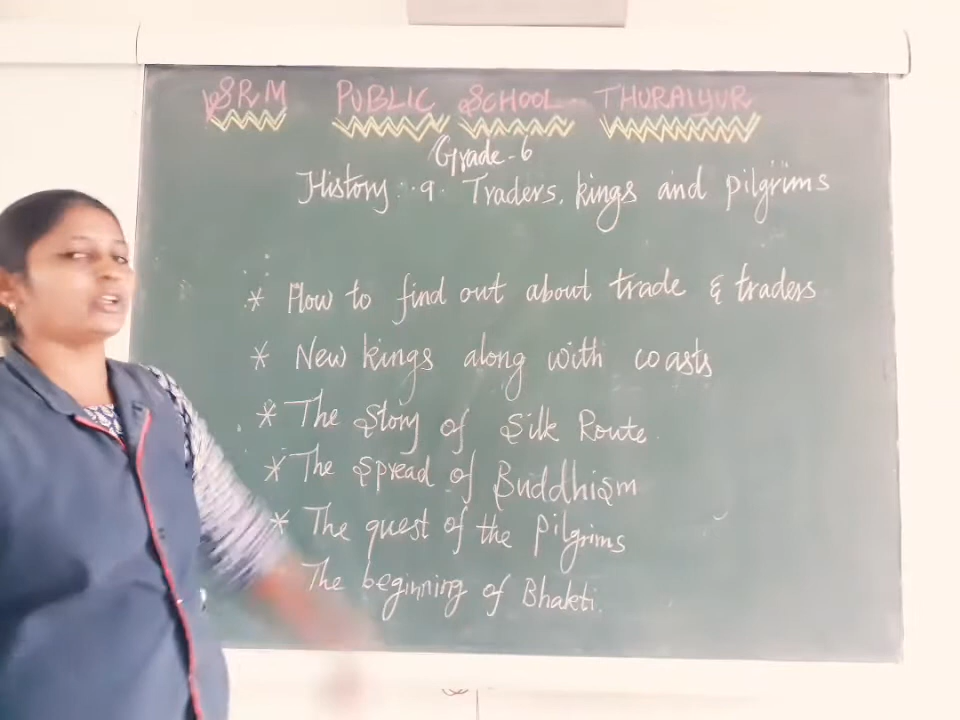 SRM PUBLIC SCHOOL THURAIYUR
Grade-6
History : 9. Traders, kings and pilgrims
* How to find out about trade & traders
* New kings along with coasts
* The Story of Silk Route.
* The Spread of Buddhism
* The quest of the Pilgrims
The beginning of Bhakti.